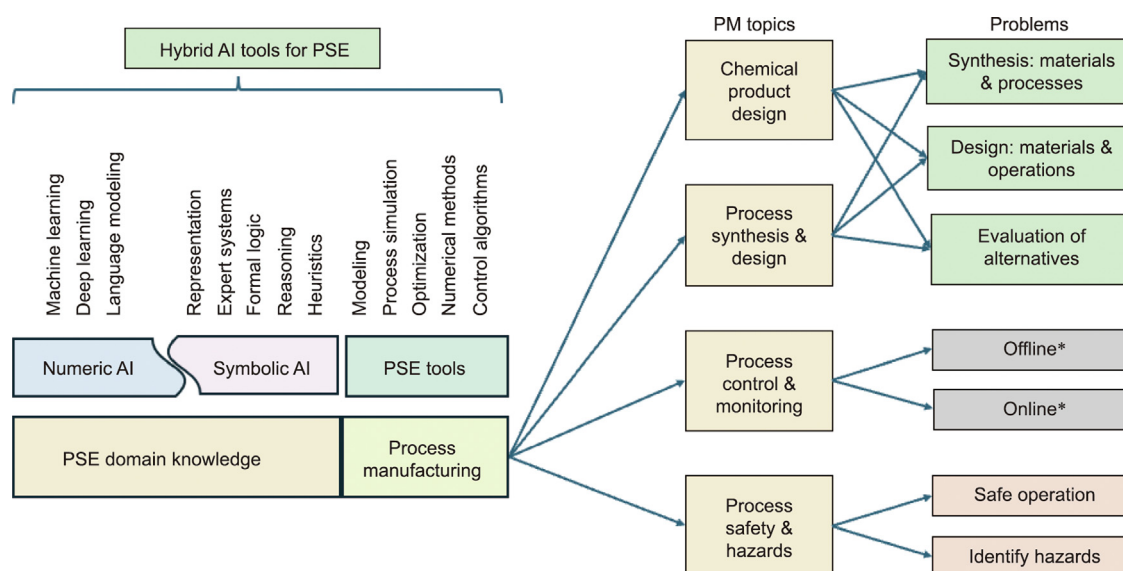 Hybrid AI tools for PSE
Machine learning
Deep learning
Language modeling
Representation
Expert systems
Formal logic
Reasoning
Heuristics
Modeling
Process simulation
Optimization
Numerical methods
Control algorithms
Numeric AI
Symbolic AI
PSE tools
PSE domain knowledge
Process
manufacturing
PM topics
Chemical
product
design
Process
synthesis &
design
Process
control &
monitoring
Process
safety &
hazards
Problems
Synthesis: materials
& processes
Design: materials &
operations
Evaluation of
alternatives
Offline*
Online*
Safe operation
Identify hazards